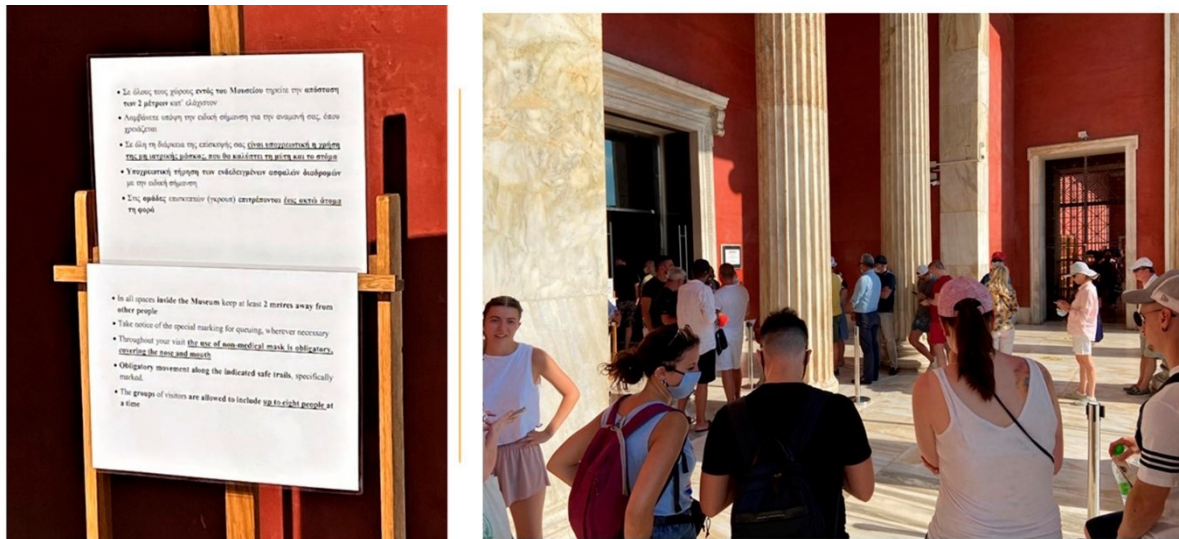 • Σε όλους τους χώρους εντός του Μουσείου τηρείτε την απόσταση
των 2 μέτρων κατ' ελάχιστον
• Λαμβάνετε υπόψη την ειδική σήμανση για την αναμονή σας, όπου
χρειάζεται
• Σε όλη τη διάρκεια της επίσκεψής σας είναι υποχρεωτική η χρήση
της μη ιατρικής μάσκας, που θα καλύπτει τη μύτη και το στόμα
• Υποχρεωτική τήρηση των ενδεδειγμένων ασφαλών διαδρομών
με την ειδική σήμανση
• Στις ομάδες επισκεπτών (γκρουπ) επιτρέπονται έως οκτώ άτομα
τη φορά
• In all spaces inside the Museum keep at least 2 metres away from
other people
• Take notice of the special marking for queuing, wherever necessary
• Throughout your visit the use of non-medical mask is obligatory,
covering the nose and mouth
• Obligatory movement along the indicated safe trails, specifically
marked.
• The groups of visitors are allowed to include up to eight people at
a time